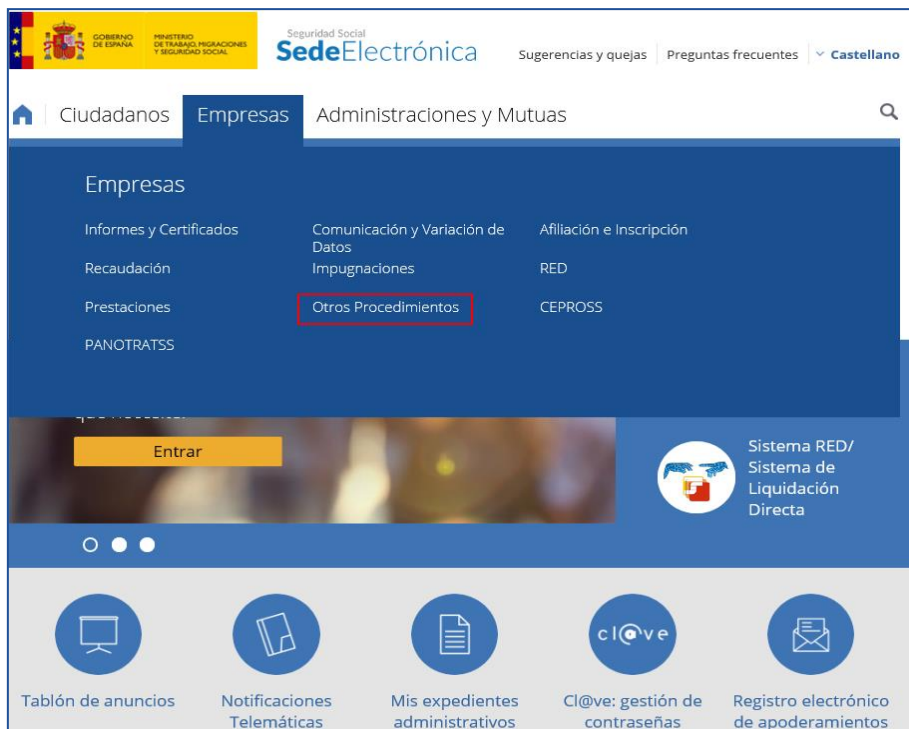 GOBIERNO
DE ESPAÑA
MINISTERIO
DE TRABAJO, MIGRACIONES
Y SEGURIDAD SOCIAL
Seguridad Social
SedeElectrónica
Sugerencias y quejas
Preguntas frecuentes
Castellano
Ciudadanos
Empresas
Administraciones y Mutuas
Empresas
Informes y Certificados
Comunicación y Variación de
Datos
Afiliación e Inscripción
Recaudación
Impugnaciones
RED
Prestaciones
Otros Procedimientos
CEPROSS
PANOTRATSS
Entrar
Sistema RED/
Sistema de
Liquidación
Directa
cl@ve
Tablón de anuncios
Notificaciones
Telemáticas
Mis expedientes
administrativos
Cl@ve: gestión de
contraseñas
Registro electrónico
de apoderamientos